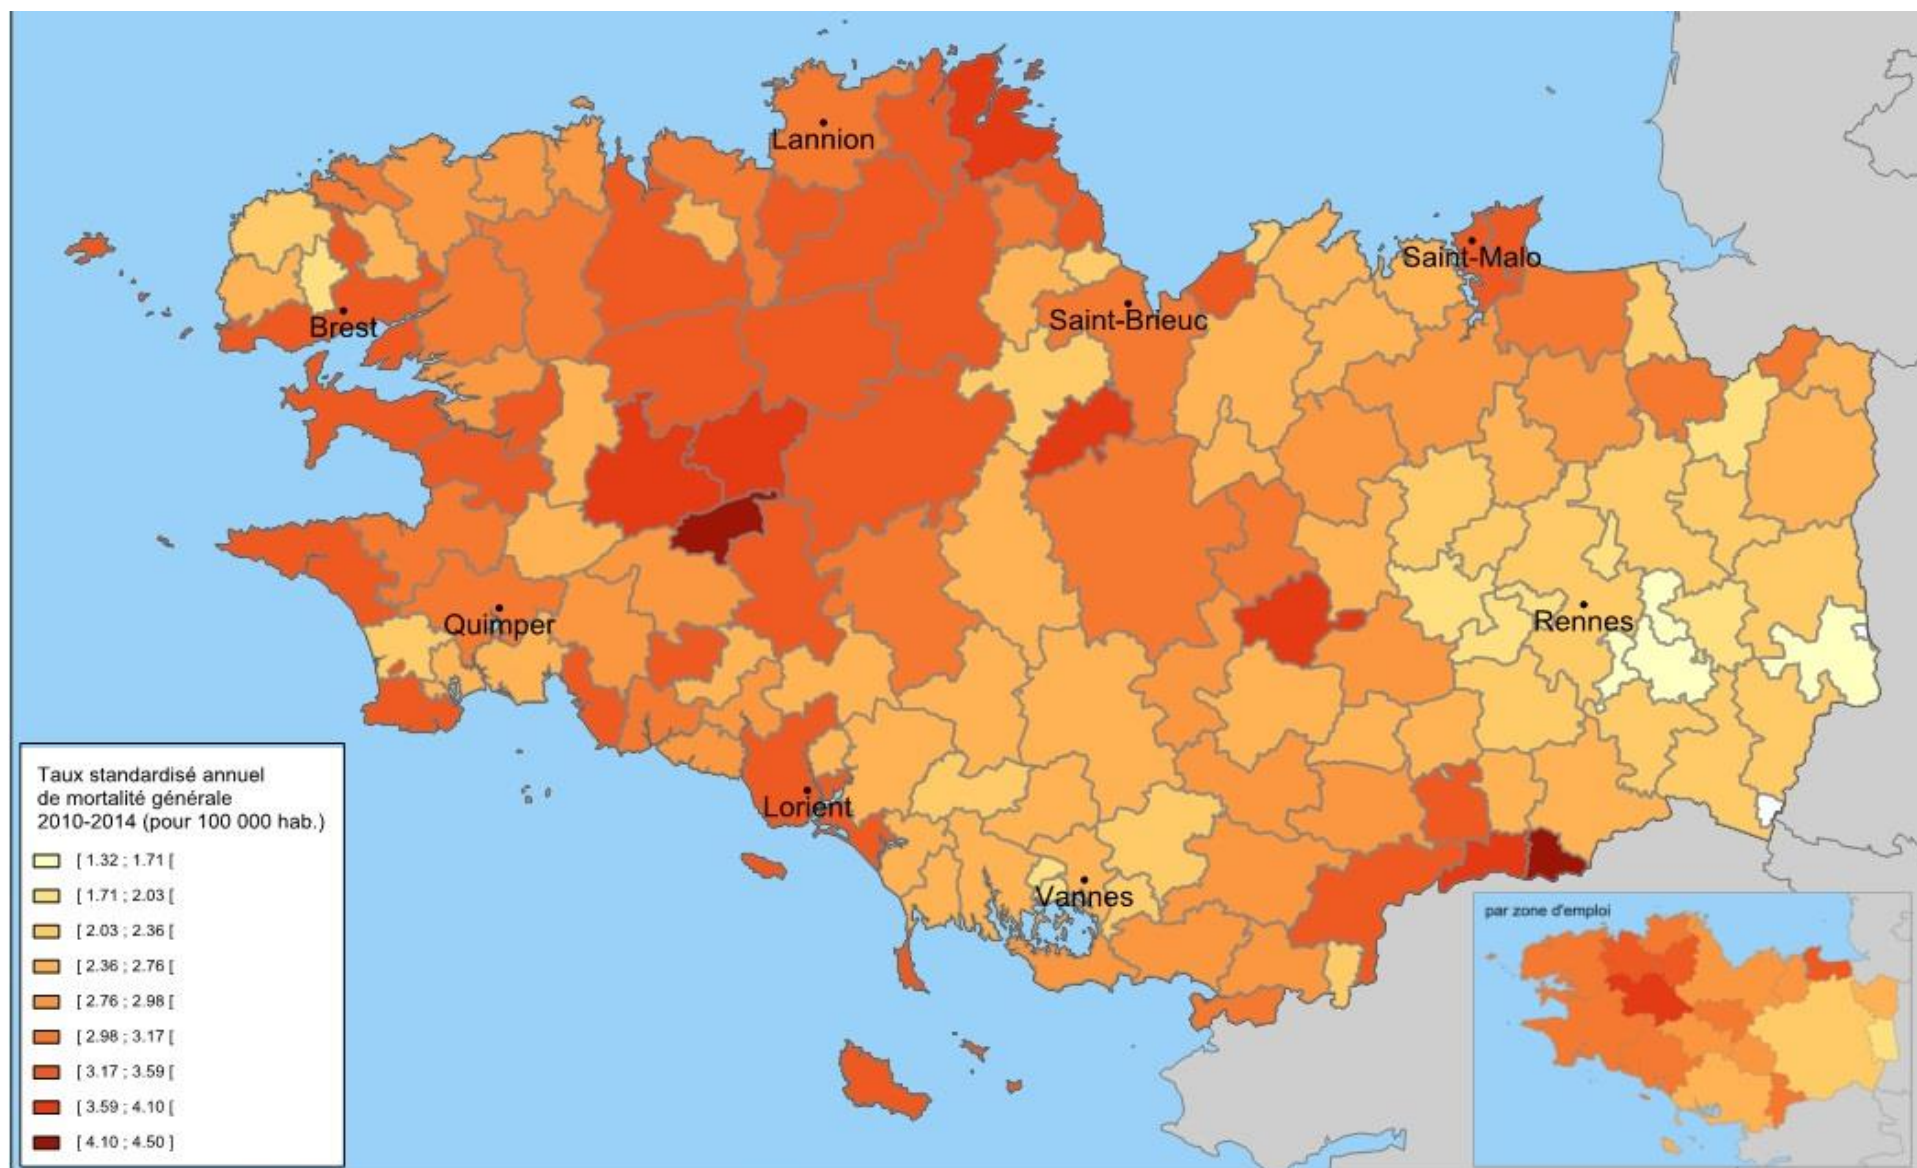 Lannion
Saint-Malo
Brest
Saint-Brieuc
Quimper
Rennes
Lorient
Vannes
Taux standardisé annuel
de mortalité générale
2010-2014 (pour 100 000 hab.)
[ 1.32 ; 1.71 [
[ 1.71 ; 2.03 [
[ 2.03 ; 2.36 [
[ 2.36 ; 2.76 [
[ 2.76 ; 2.98 [
[ 2.98 ; 3.17 [
[ 3.17 ; 3.59 [
[ 3.59 ; 4.10 [
[ 4.10 ; 4.50 ]
par zone d'emploi